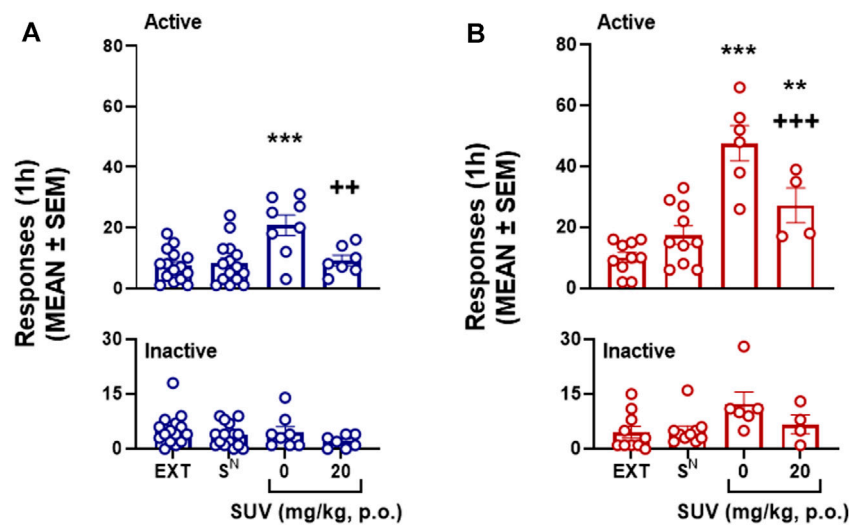 A
Active
Responses (1h)
(MEAN ± SEM)
80
60
40
20
0
***
++
Inactive
30
15
0
EXT
Sᴺ
0
20
SUV (mg/kg, p.o.)
B
Active
Responses (1h)
(MEAN ± SEM)
80
60
40
20
0
***
**
+++
Inactive
30
15
0
EXT
Sᴺ
0
20
SUV (mg/kg, p.o.)